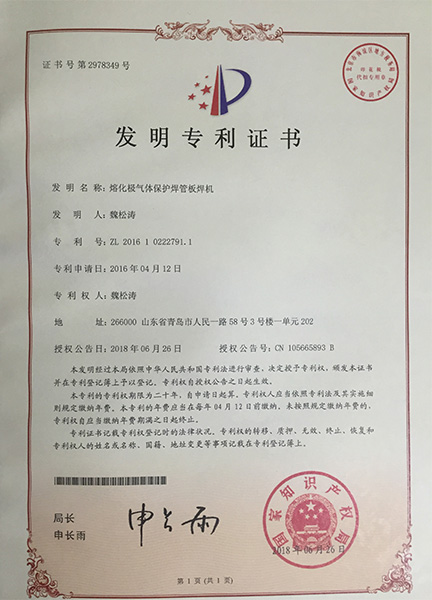 证书号第2978349号
印花税
代扣专用章
发明专利证书
发明名称：熔化极气体保护焊管板焊机
发明人：魏松涛
专利号：ZL 2016 1 0222791.1
专利申请日：2016年04月12日
专利权人：魏松涛
地址：266000 山东省青岛市人民一路58号3号楼一单元202
授权公告日：2018年06月26日 授权公告号：CN 105665893 B
本发明经过本局依照中华人民共和国专利法进行审查，决定授予专利权，颁发本证书
并在专利登记簿上予以登记。专利权自授权公告之日起生效。
本专利的专利权期限为二十年，自申请日起算。专利权人应当依照专利法及其实施细
则规定缴纳年费。本专利的年费应当在每年04月12日前缴纳。未按照规定缴纳年费的，
专利权自应当缴纳年费期满之日起终止。
专利证书记载专利权登记时的法律状况。专利权的转移、质押、无效、终止、恢复和
专利权人的姓名或名称、国籍、地址变更等事项记载在专利登记簿上。
局长
申长雨
申长雨
国家知识产权局
2018年06月26日
第1页（共1页）